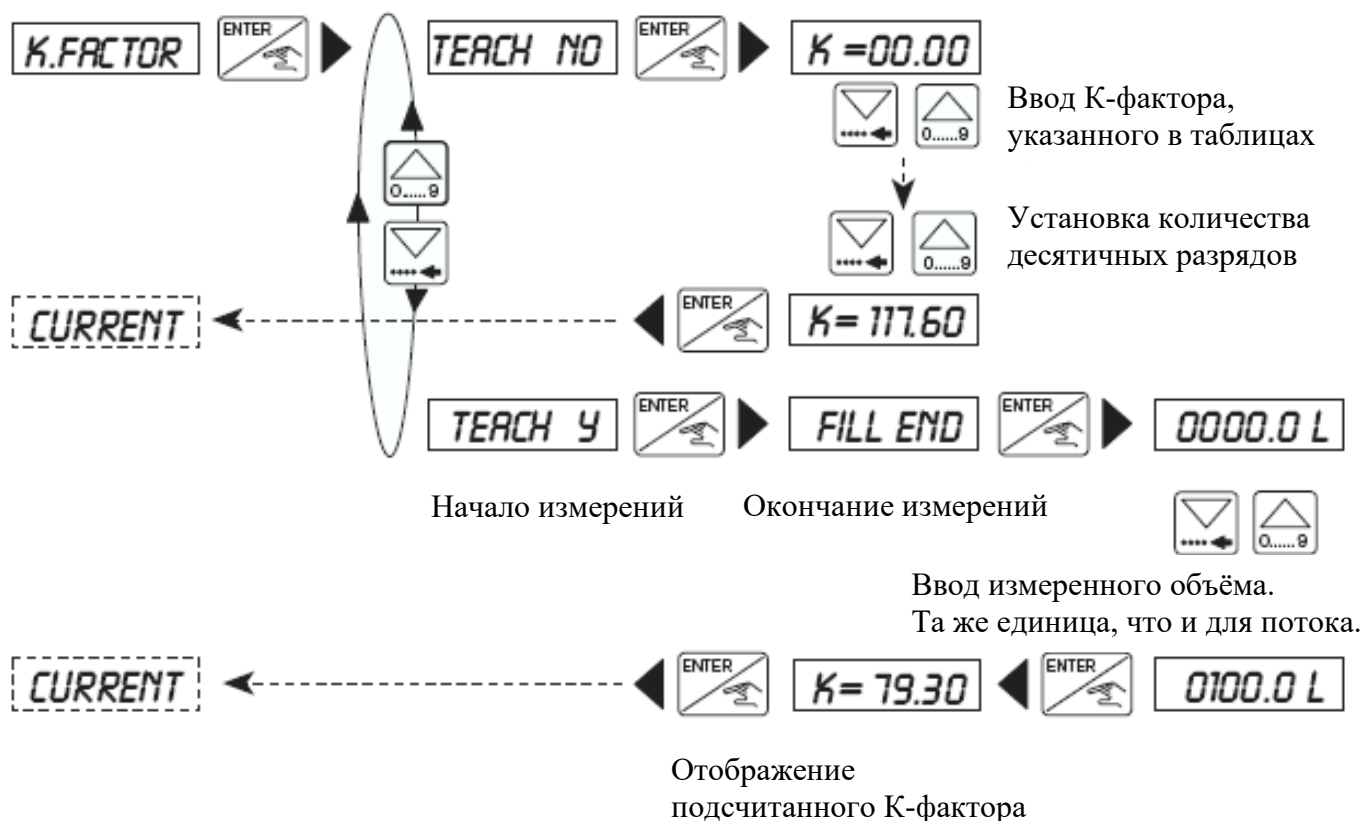 K.FACTOR ENTER TEACH NO ENTER K =00.00
0.....9
Ввод К-фактора,
указанного в таблицах
0.....9
0.....9
Установка количества
десятичных разрядов
CURRENT ENTER K= 117.60
TEACH Y ENTER FILL END ENTER 0000.0 L
Начало измерений Окончание измерений
0.....9
Ввод измеренного объёма.
Та же единица, что и для потока.
CURRENT ENTER K= 79.30 ENTER 0100.0 L
Отображение
подсчитанного К-фактора